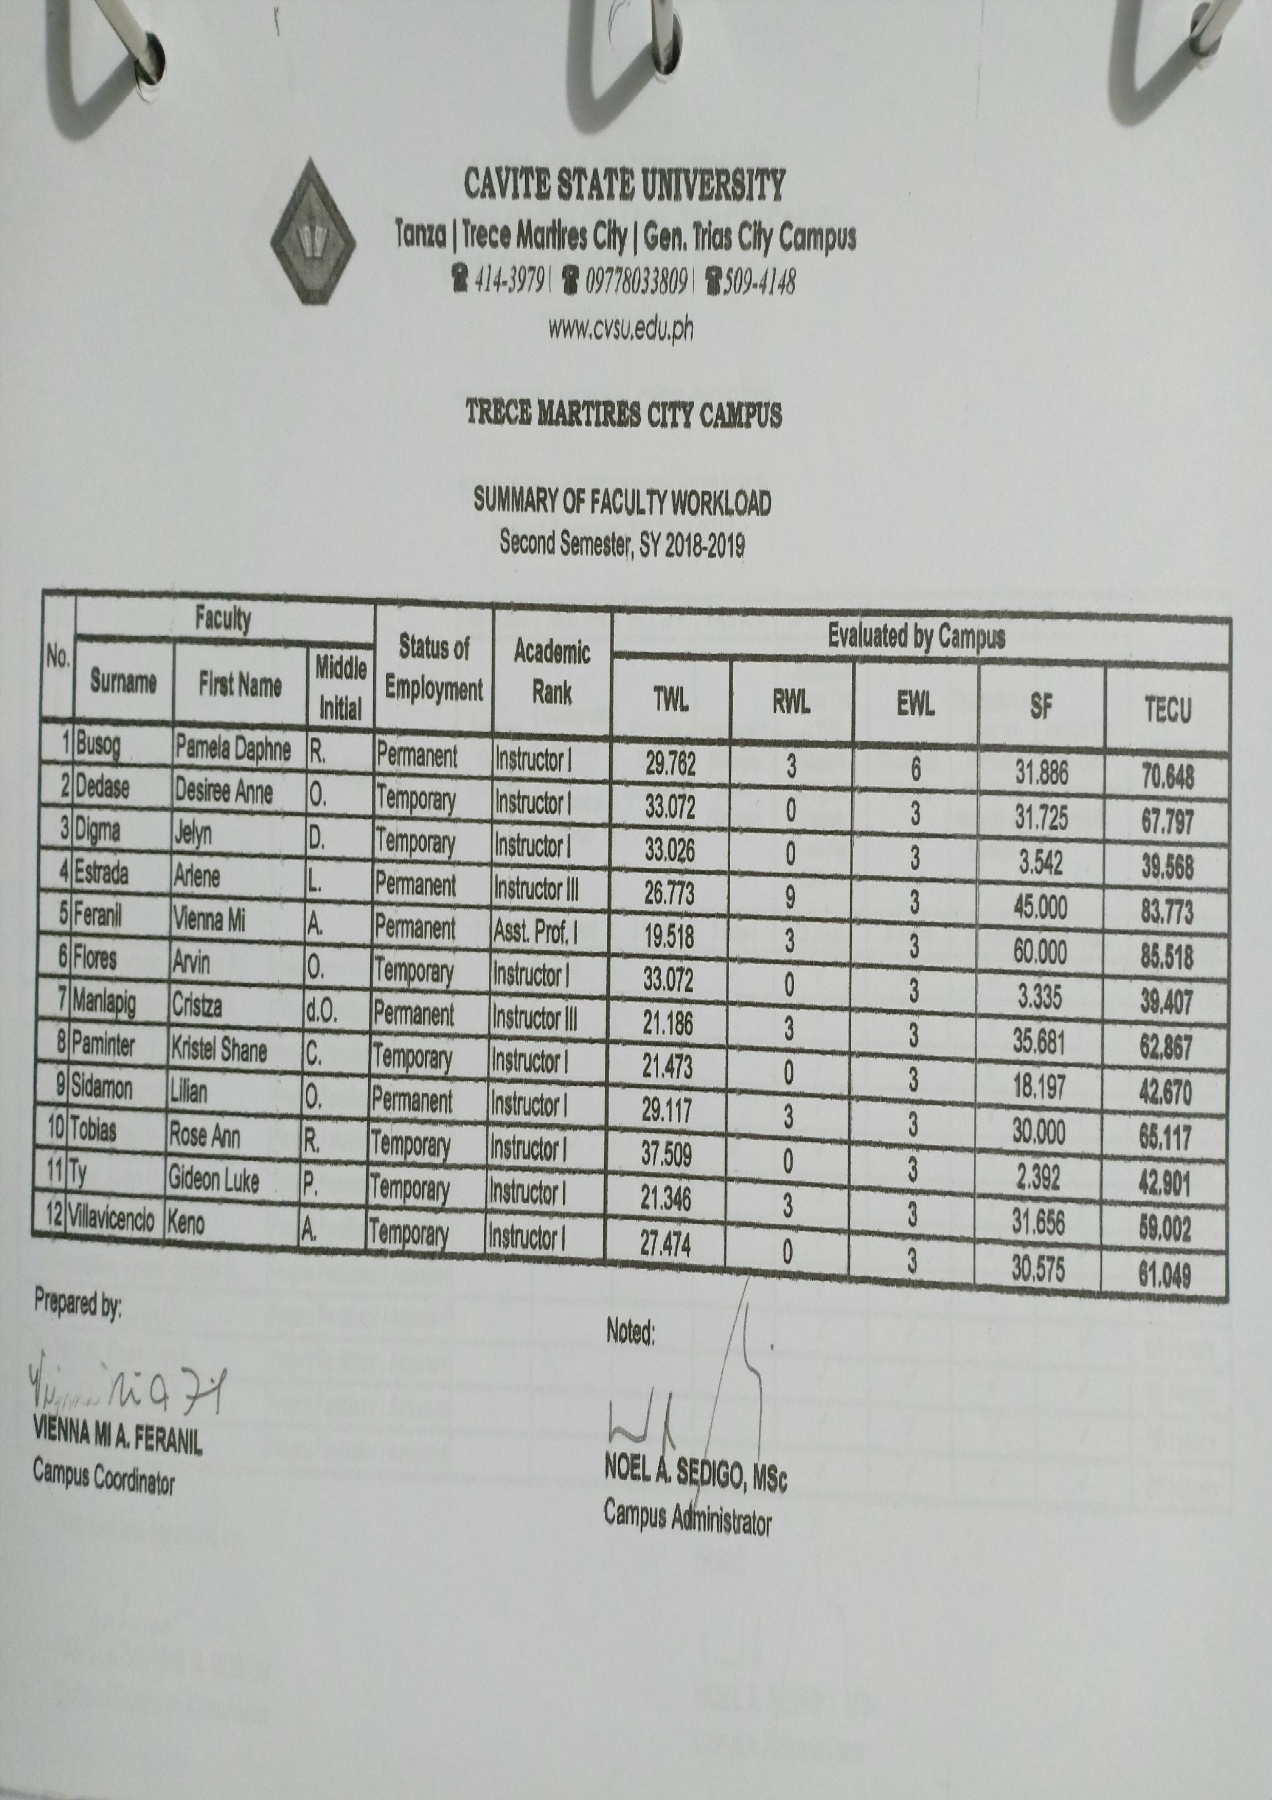 CAVITE STATE UNIVERSITY
Tanza | Trece Martires City | Gen. Trias City Campus
☎ 414-3979| ☎ 09778033809| ☎509-4148
www.cvsu.edu.ph
TRECE MARTIRES CITY CAMPUS
SUMMARY OF FACULTY WORKLOAD
Second Semester, SY 2018-2019
No. Faculty Status of Employment Academic Rank Evaluated by Campus
Surname First Name Middle Initial TWL RWL EWL SF TECU
1 Busog Pamela Daphne R. Permanent Instructor I 29.762 3 6 31.886 70.648
2 Dedase Desiree Anne O. Temporary Instructor I 33.072 0 3 31.725 67.797
3 Digma Jelyn D. Temporary Instructor I 33.026 0 3 3.542 39.568
4 Estrada Arlene L. Permanent Instructor III 26.773 9 3 45.000 83.773
5 Feranil Vienna Mi A. Permanent Asst. Prof. I 19.518 3 3 60.000 85.518
6 Flores Arvin O. Temporary Instructor I 33.072 0 3 3.335 39.407
7 Manlapig Cristza d.O. Permanent Instructor III 21.186 3 3 35.681 62.867
8 Paminter Kristel Shane C. Temporary Instructor I 21.473 0 3 18.197 42.670
9 Sidamon Lilian O. Permanent Instructor I 29.117 3 3 30.000 65.117
10 Tobias Rose Ann R. Temporary Instructor I 37.509 0 3 2.392 42.901
11 Ty Gideon Luke P. Temporary Instructor I 21.346 3 3 31.656 59.002
12 Villavicencio Keno A. Temporary Instructor I 27.474 0 3 30.575 61.049
Prepared by:
VIENNA MI A. FERANIL
Campus Coordinator
Noted:
NOEL A. SEDIGO, MSc
Campus Administrator